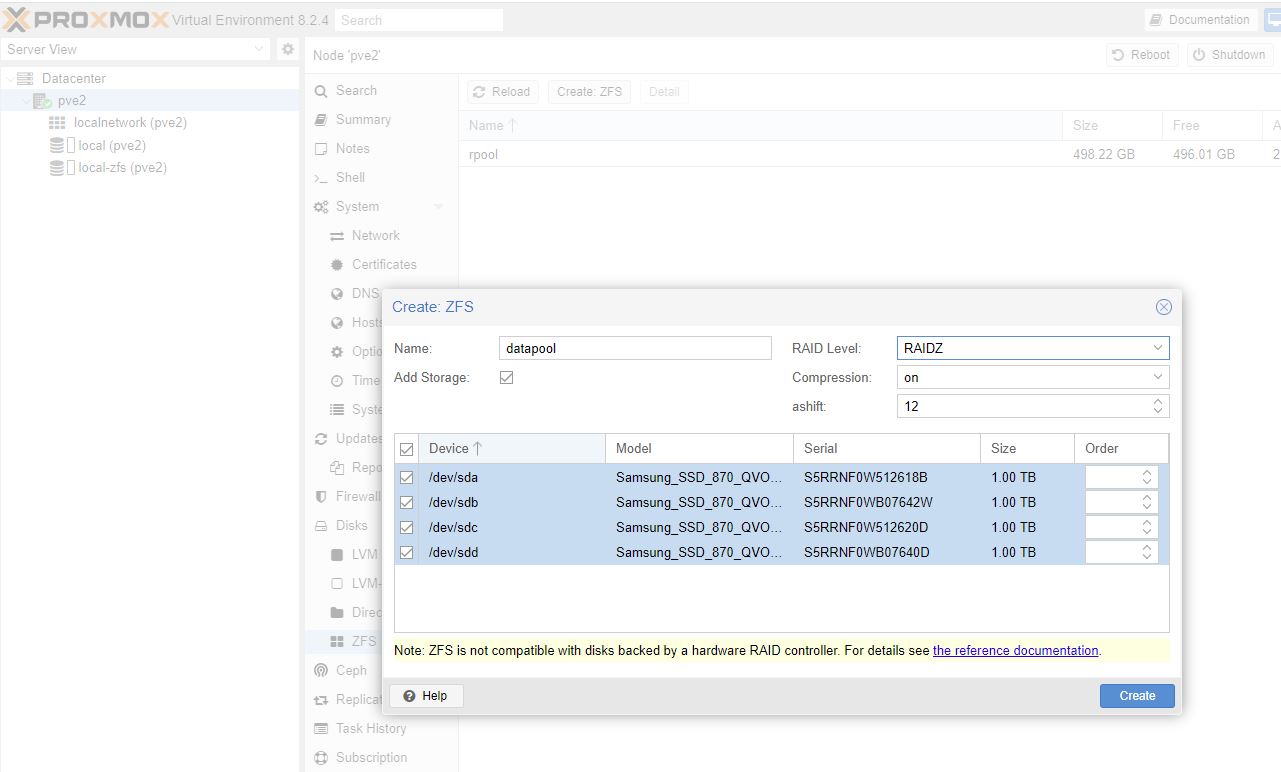 PROXMOX Virtual Environment 8.2.4 Search Documentation
Server View
Node 'pve2' Reboot Shutdown
Datacenter
pve2
localnetwork (pve2)
local (pve2)
local-zfs (pve2)
Search
Summary
Notes
Shell
System
Network
Certificates
DNS
Hosts
Optio
Time
Syste
Updates
Repo
Firewall
Disks
LVM
LVM-
Direc
ZFS
Ceph
Replicat
Task History
Subscription
Reload Create: ZFS Detail
Name Size Free A
rpool 498.22 GB 496.01 GB 2
Create: ZFS
Name: datapool RAID Level: RAIDZ
Add Storage: Compression: on
ashift: 12
Device Model Serial Size Order
/dev/sda Samsung_SSD_870_QVO... S5RRNF0W512618B 1.00 TB
/dev/sdb Samsung_SSD_870_QVO... S5RRNF0WB07642W 1.00 TB
/dev/sdc Samsung_SSD_870_QVO... S5RRNF0W512620D 1.00 TB
/dev/sdd Samsung_SSD_870_QVO... S5RRNF0WB07640D 1.00 TB
Note: ZFS is not compatible with disks backed by a hardware RAID controller. For details see the reference documentation.
Help Create